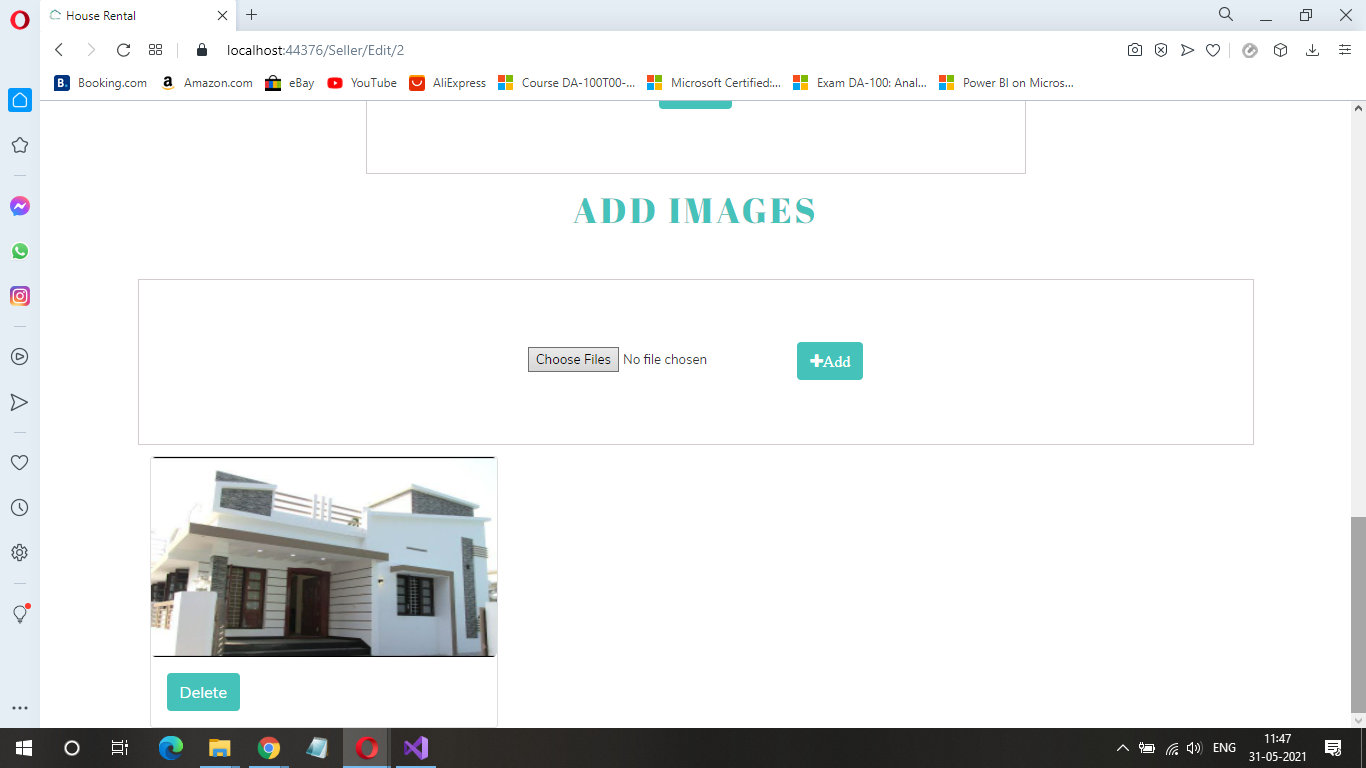 House Rental
localhost:44376/Seller/Edit/2
B. Booking.com
a Amazon.com
eBay
YouTube
AliExpress
Course DA-100T00-...
Microsoft Certified:...
Exam DA-100: Anal...
Power BI on Micros...
ADD IMAGES
Choose Files No file chosen
Add
Delete
ENG
11:47
31-05-2021